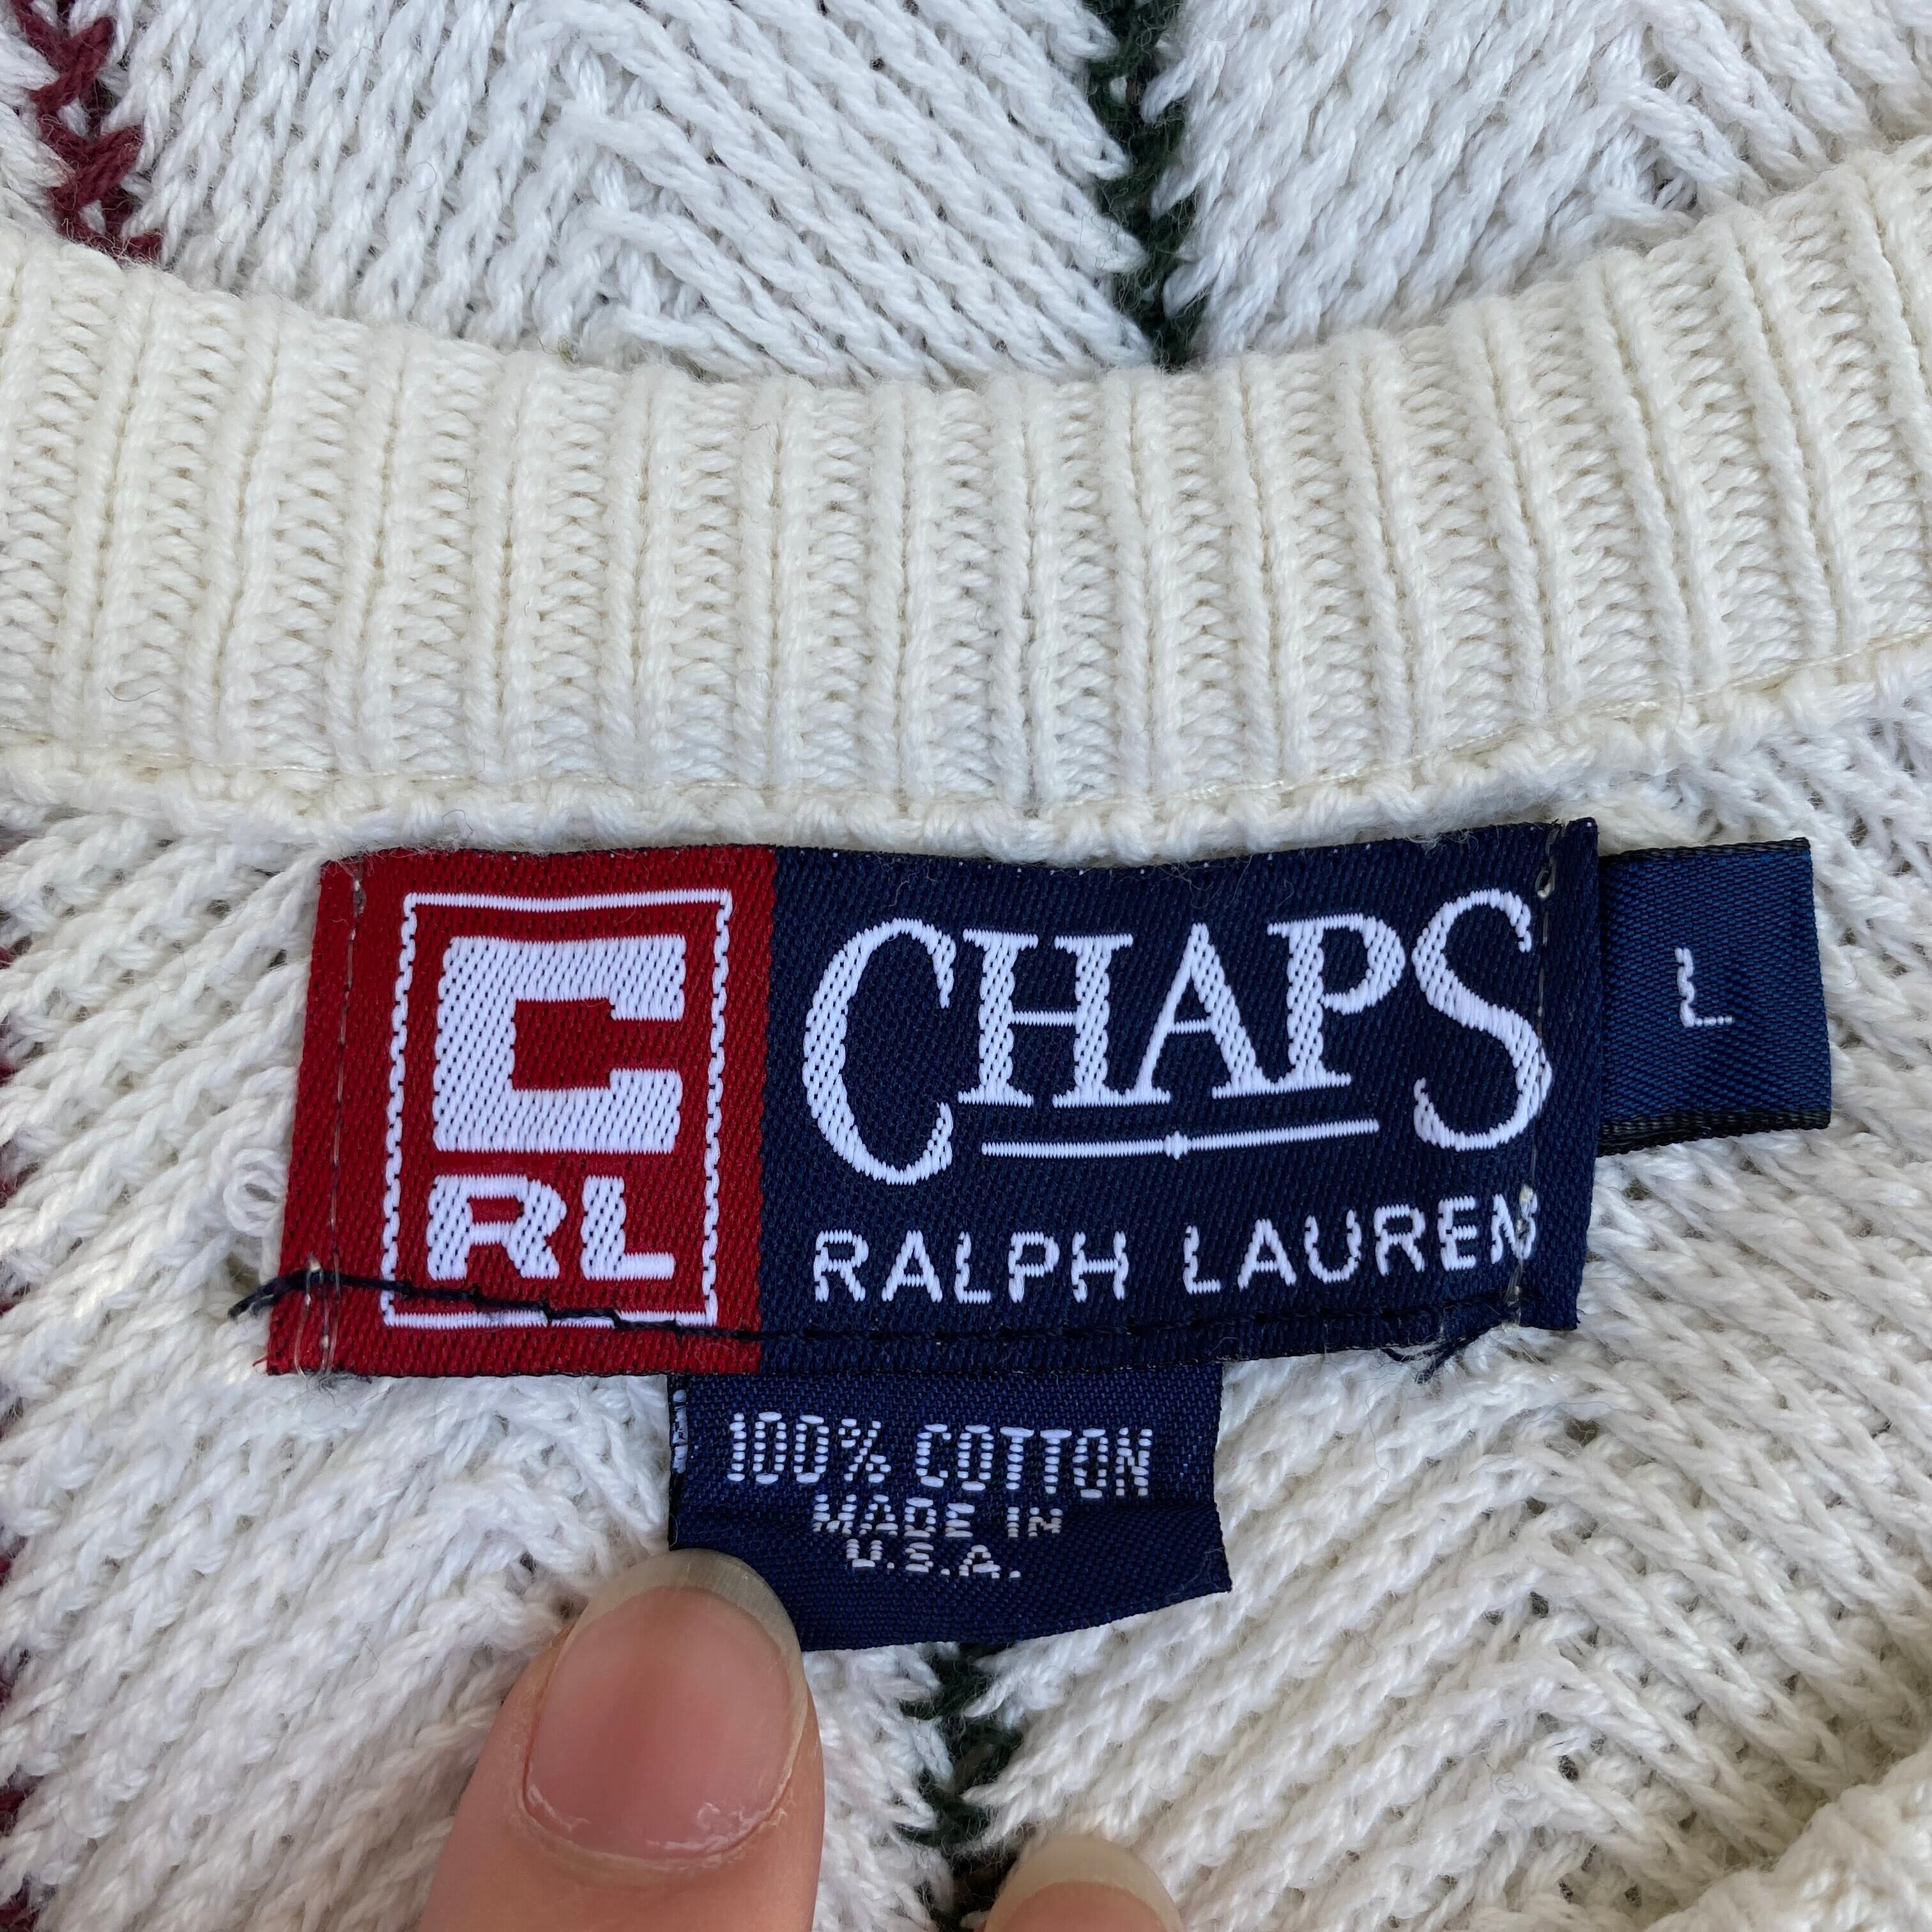 C
RL
CHAPS
RALPH LAUREN
L
100% COTTON
MADE IN
U.S.A.